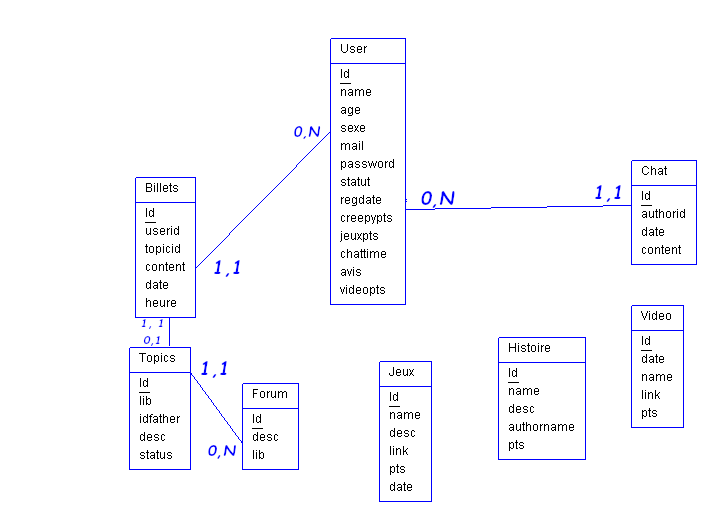 User
Id
name
age
sexe
mail
password
statut
regdate
creepypts
jeuxpts
chattime
avis
videopts
0,N
0,N
1,1
Chat
Id
authorid
date
content
Billets
Id
userid
topicid
content
date
heure
1,1
1, 1
0,1
Topics
Id
lib
idfather
desc
status
1,1
0,N
Forum
Id
desc
lib
Jeux
Id
name
desc
link
pts
date
Histoire
Id
name
desc
authorname
pts
Video
Id
date
name
link
pts